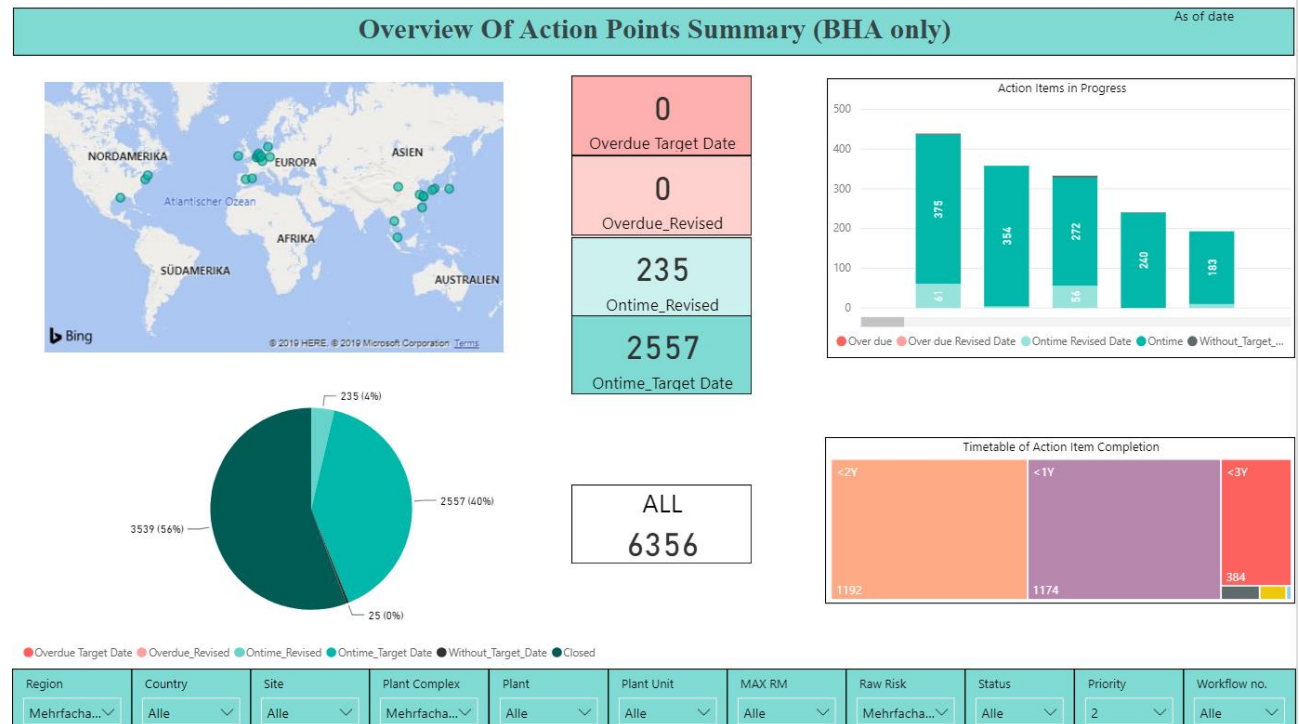 Overview Of Action Points Summary (BHA only)
As of date
NORDAMERIKA
EUROPA
ASIEN
Atlantischer Ozean
AFRIKA
SÜDAMERIKA
AUSTRALIEN
Bing
© 2019 HERE, © 2019 Microsoft Corporation Terms
0
Overdue Target Date
0
Overdue_Revised
235
Ontime_Revised
2557
Ontime_Target Date
Action Items in Progress
500
400
300
200
100
0
375
61
354
272
56
240
183
Over due Over due Revised Date Ontime Revised Date Ontime Without_Target_...
235 (4%)
2557 (40%)
3539 (56%)
25 (0%)
ALL
6356
Timetable of Action Item Completion
<2Y
<1Y
<3Y
1192
1174
384
Overdue Target Date Overdue_Revised Ontime_Revised Ontime_Target Date Without_Target_Date Closed
Region Country Site Plant Complex Plant Plant Unit MAX RM Raw Risk Status Priority Workflow no.
Mehrfacha... Alle Alle Mehrfacha... Alle Alle Alle Mehrfacha... Alle 2 Alle